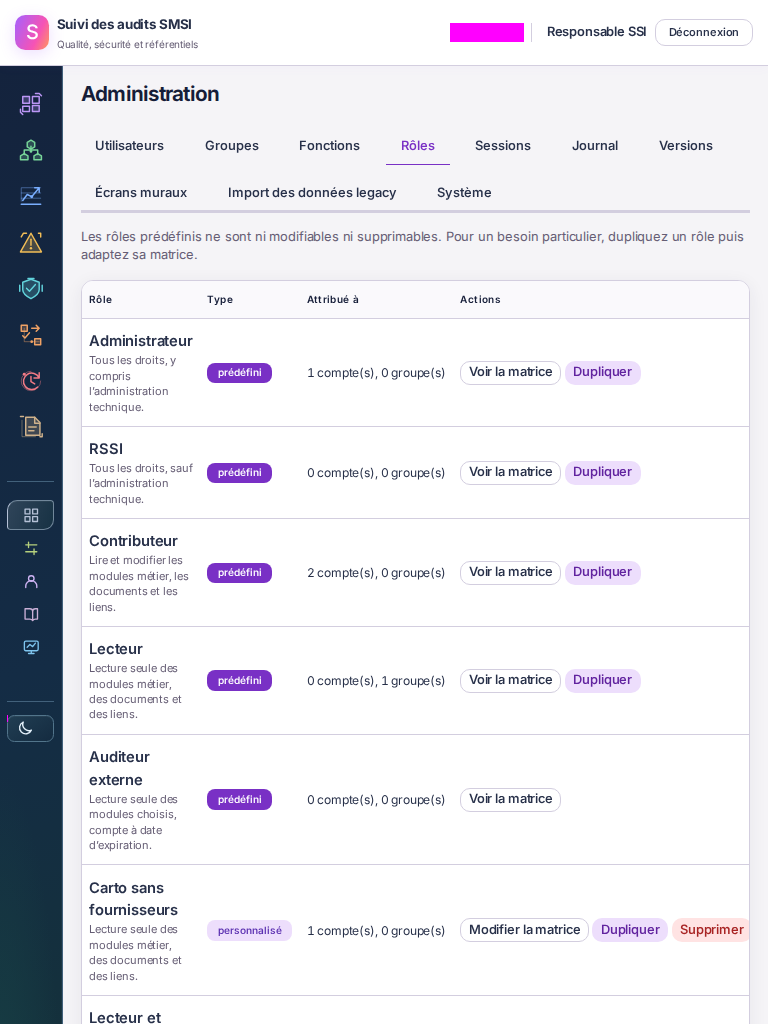 S
Suivi des audits SMSI
Qualité, sécurité et référentiels
Responsable SSI
Déconnexion
Administration
Utilisateurs
Groupes
Fonctions
Rôles
Sessions
Journal
Versions
Écrans muraux
Import des données legacy
Système
Les rôles prédéfinis ne sont ni modifiables ni supprimables. Pour un besoin particulier, dupliquez un rôle puis
adaptez sa matrice.
Rôle
Type
Attribué à
Actions
Administrateur
Tous les droits, y
compris
l'administration
technique.
prédéfini
1 compte(s), 0 groupe(s)
Voir la matrice
Dupliquer
RSSI
Tous les droits, sauf
l'administration
technique.
prédéfini
0 compte(s), 0 groupe(s)
Voir la matrice
Dupliquer
Contributeur
Lire et modifier les
modules métier, les
documents et les
liens.
prédéfini
2 compte(s), 0 groupe(s)
Voir la matrice
Dupliquer
Lecteur
Lecture seule des
modules métier,
des documents et
des liens.
prédéfini
0 compte(s), 1 groupe(s)
Voir la matrice
Dupliquer
Auditeur
externe
Lecture seule des
modules choisis,
compte à date
d'expiration.
prédéfini
0 compte(s), 0 groupe(s)
Voir la matrice
Carto sans
fournisseurs
Lecture seule des
modules métier,
des documents et
des liens.
personnalisé
1 compte(s), 0 groupe(s)
Modifier la matrice
Dupliquer
Supprimer
Lecteur et